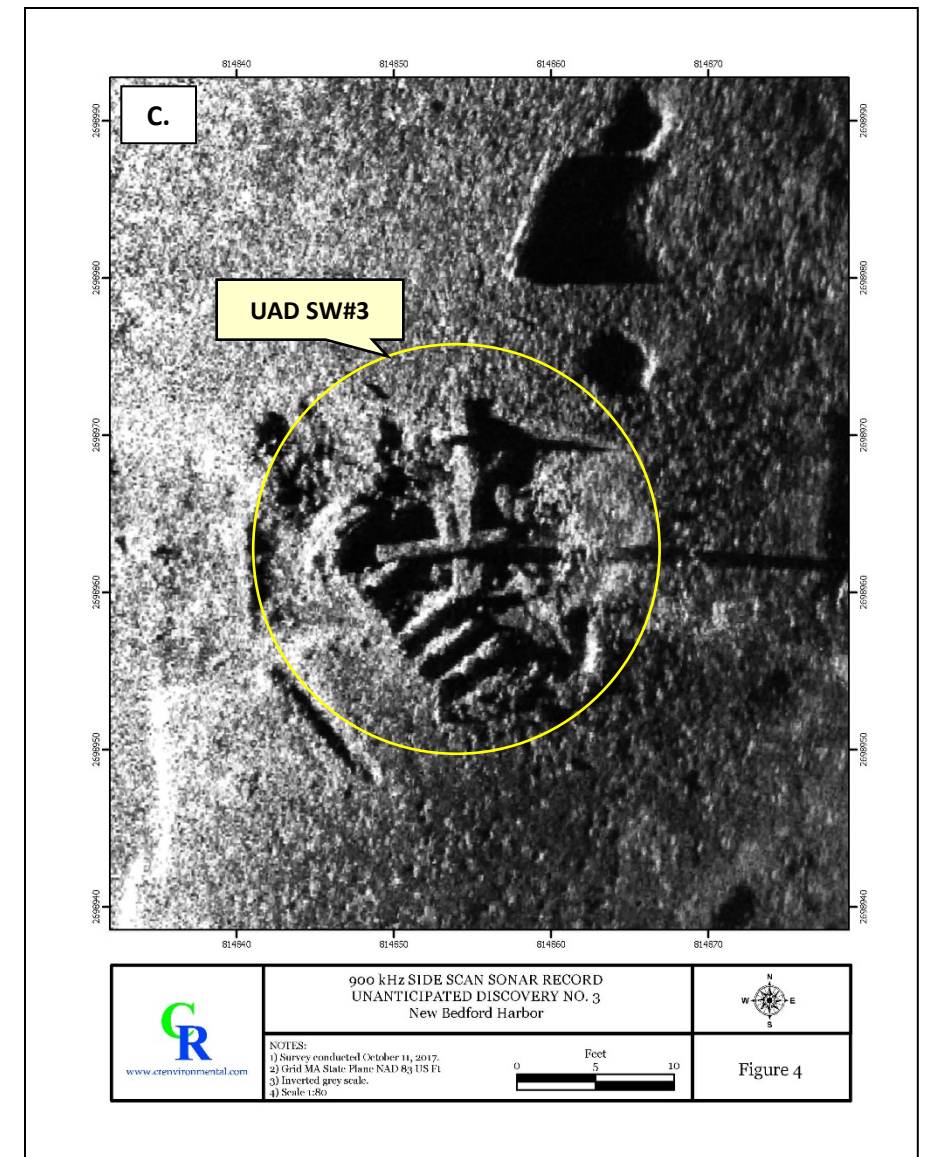 814840 814850 814860 814870
C.
2698990 2698990
2698980 2698980
UAD SW#3
2698970 2698970
2698960 2698960
2698950 2698950
2698940 2698940
814840 814850 814860 814870
CR
www.crenvironmental.com
900 kHz SIDE SCAN SONAR RECORD
UNANTICIPATED DISCOVERY NO. 3
New Bedford Harbor
N
W E
S
NOTES:
1) Survey conducted October 11, 2017.
2) Grid MA State Plane NAD 83 US Ft
3) Inverted grey scale.
4) Scale 1:80
Feet
0 5 10
Figure 4